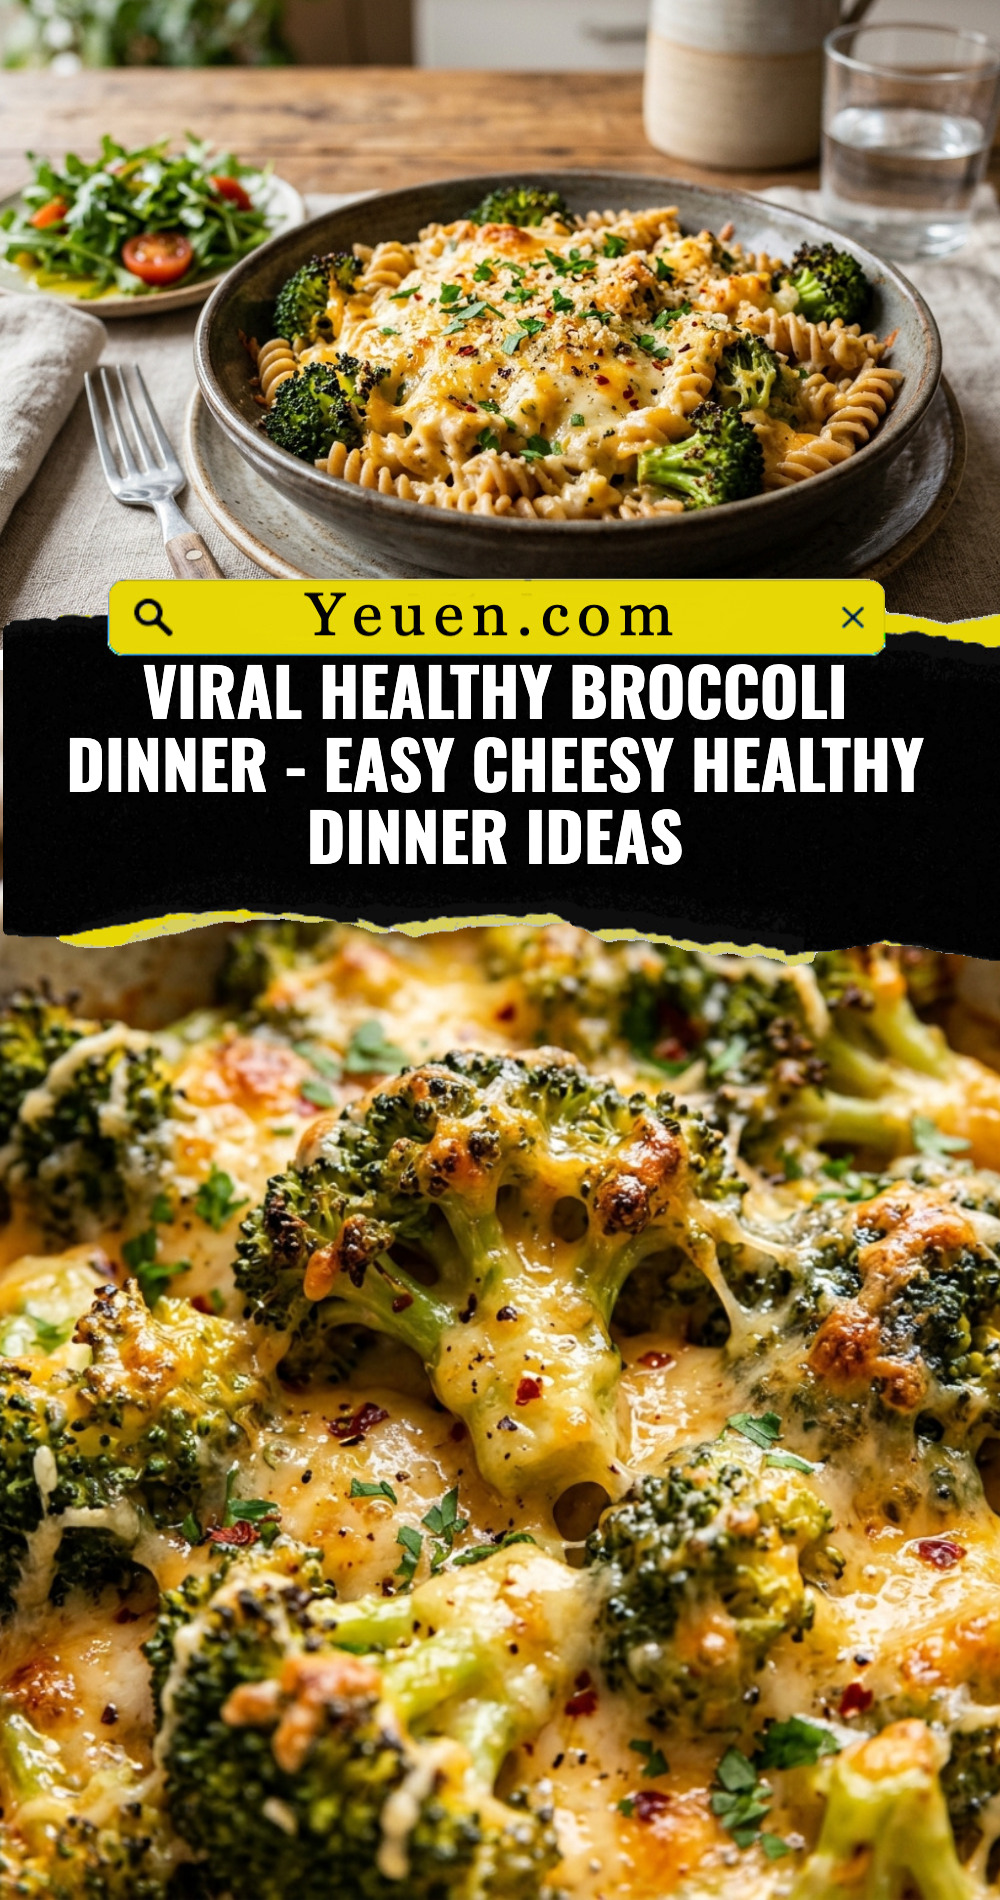 Yeuen.com
VIRAL HEALTHY BROCCOLI
DINNER - EASY CHEESY HEALTHY
DINNER IDEAS